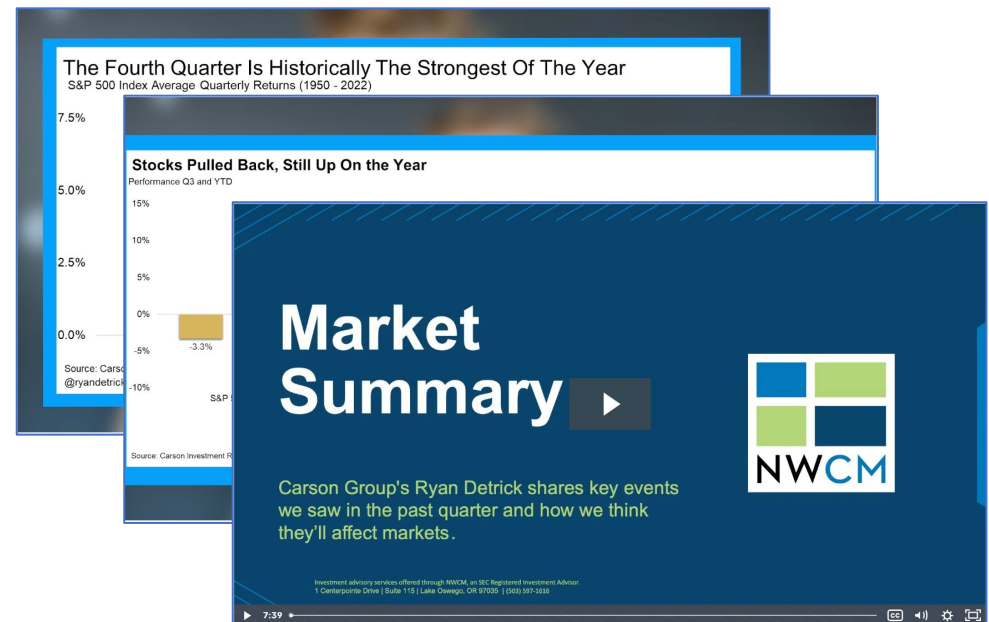 The Fourth Quarter Is Historically The Strongest Of The Year
S&P 500 Index Average Quarterly Returns (1950 - 2022)
7.5%
5.0%
2.5%
0.0%
Source:
@ryandetrick
Stocks Pulled Back, Still Up On the Year
Performance Q3 and YTD
15%
10%
5%
0%
-5%
-10%
-3.3%
S&P
Source: Carson Investment
Market
Summary
Carson Group's Ryan Detrick shares key events
we saw in the past quarter and how we think
they'll affect markets.
NWCM
Investment advisory services offered through NWCM, an SEC Registered Investment Advisor.
1 Centerpointe Drive | Suite 115 | Lake Oswego, OR 97035 | (503) 597-1616
7:39
CC